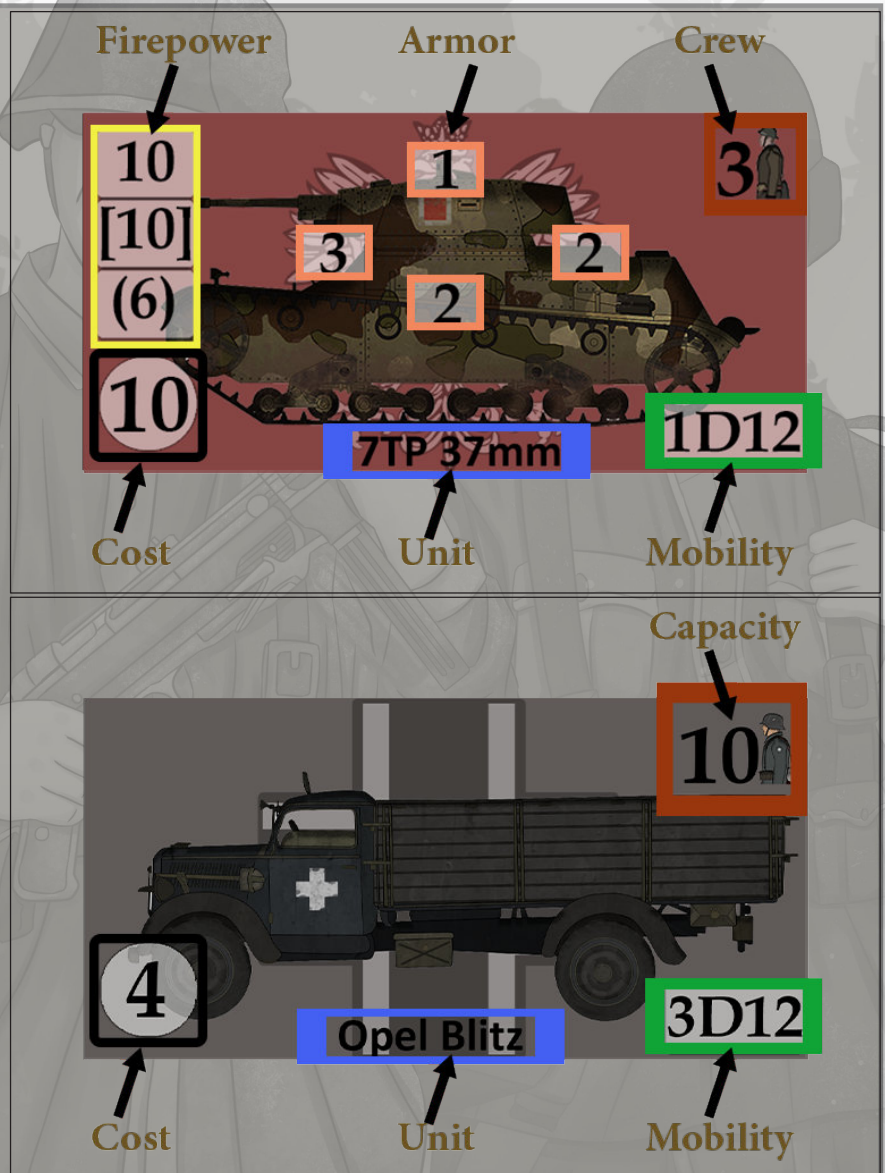 Firepower Armor Crew
10
[10]
(6)
1
3
3
2
2
10
7TP 37mm
1D12
Cost Unit Mobility
Capacity
10
4
Opel Blitz
3D12
Cost Unit Mobility